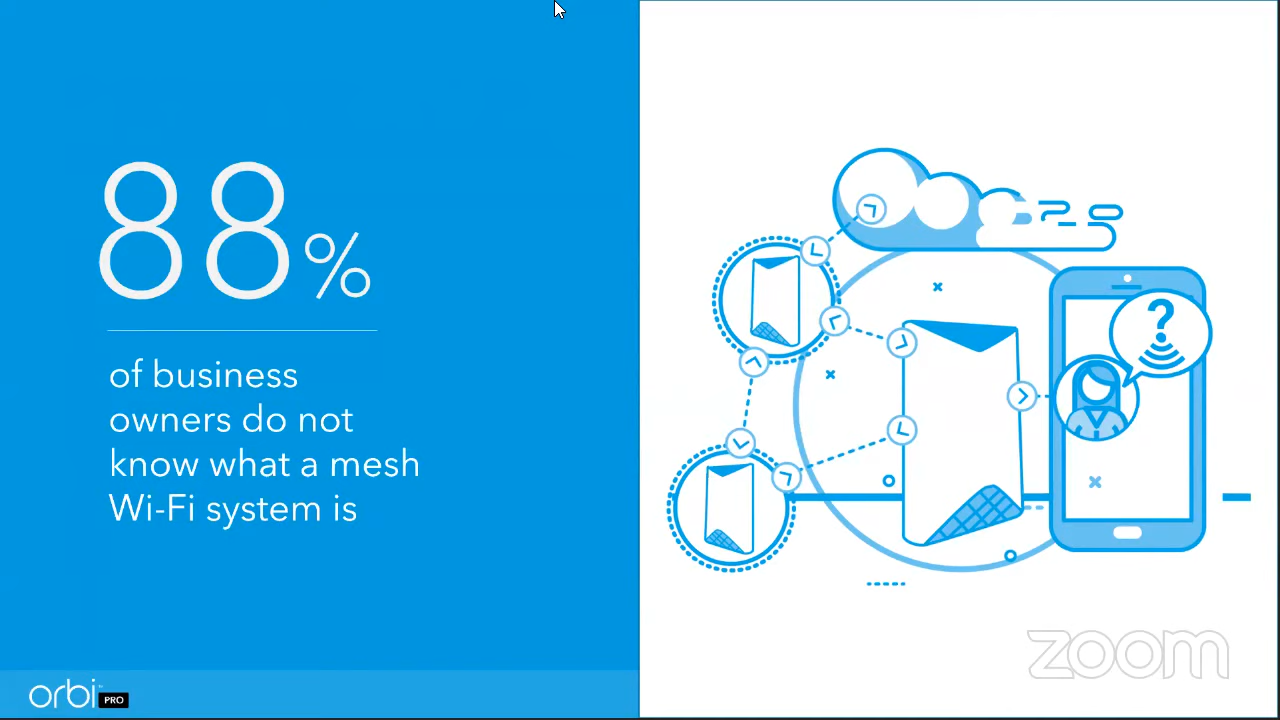 88%
of business
owners do not
know what a mesh
Wi-Fi system is
?
orbi PRO
zoom